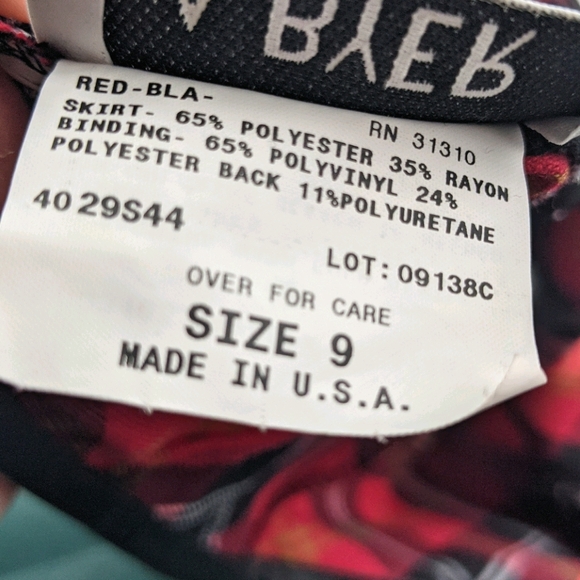 A BYER
RED-BLA-
RN 31310
SKIRT- 65% POLYESTER 35% RAYON
BINDING- 65% POLYVINYL 24%
POLYESTER BACK 11%POLYURETANE
4029S44
LOT:09138C
OVER FOR CARE
SIZE 9
MADE IN U.S.A.